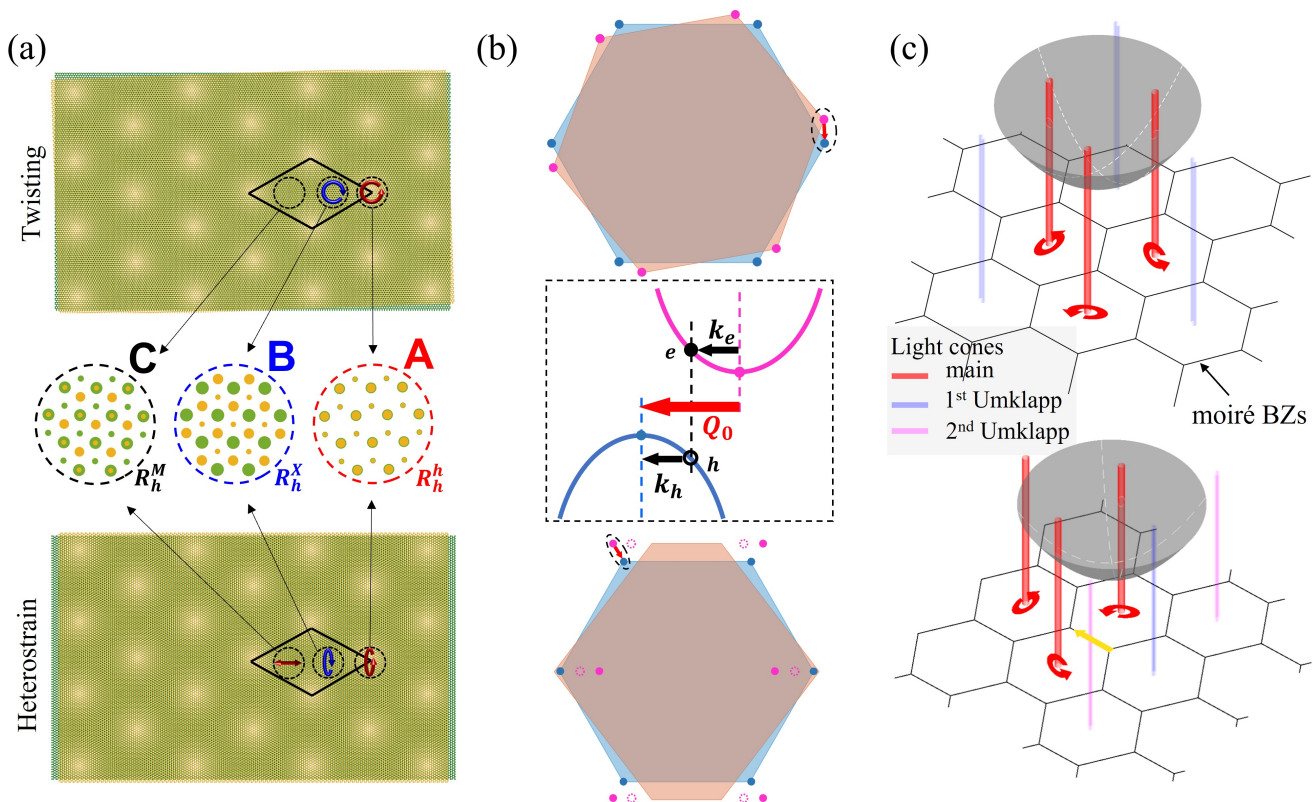 (a)
Twisting
C
B
A
R_h^M
R_h^X
R_h^h
Heterostrain
(b)
k_e
e
Q_0
h
k_h
(c)
Light cones
main
1st Umklapp
2nd Umklapp
moiré BZs